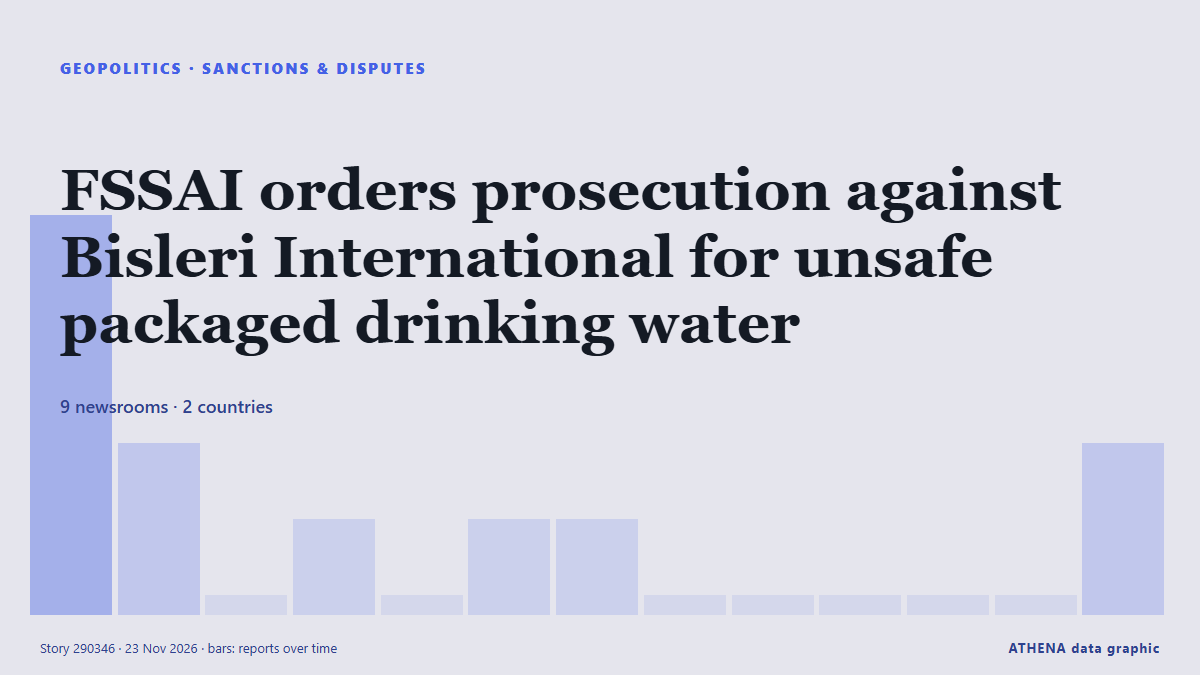 GEOPOLITICS · SANCTIONS & DISPUTES
FSSAI orders prosecution against
Bisleri International for unsafe
packaged drinking water
9 newsrooms · 2 countries
Story 290346 · 23 Nov 2026 · bars: reports over time
ATHENA data graphic